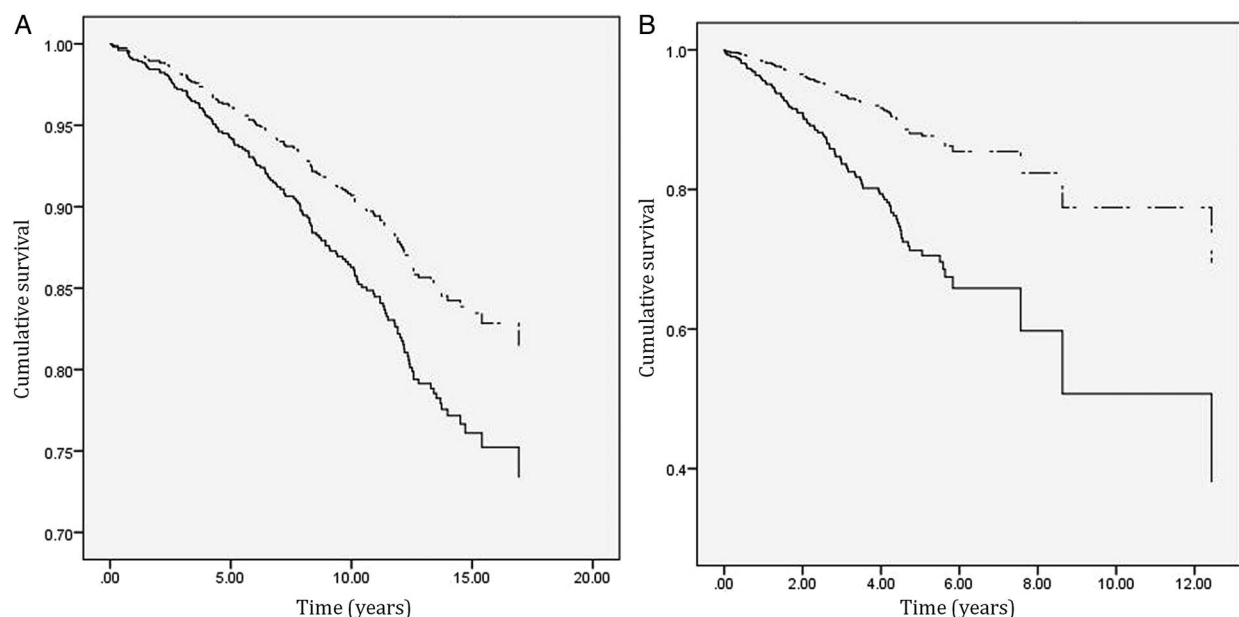 A
Cumulative survival
1.00
0.95
0.90
0.85
0.80
0.75
0.70
.00 5.00 10.00 15.00 20.00
Time (years)
B
Cumulative survival
1.0
0.8
0.6
0.4
.00 2.00 4.00 6.00 8.00 10.00 12.00
Time (years)